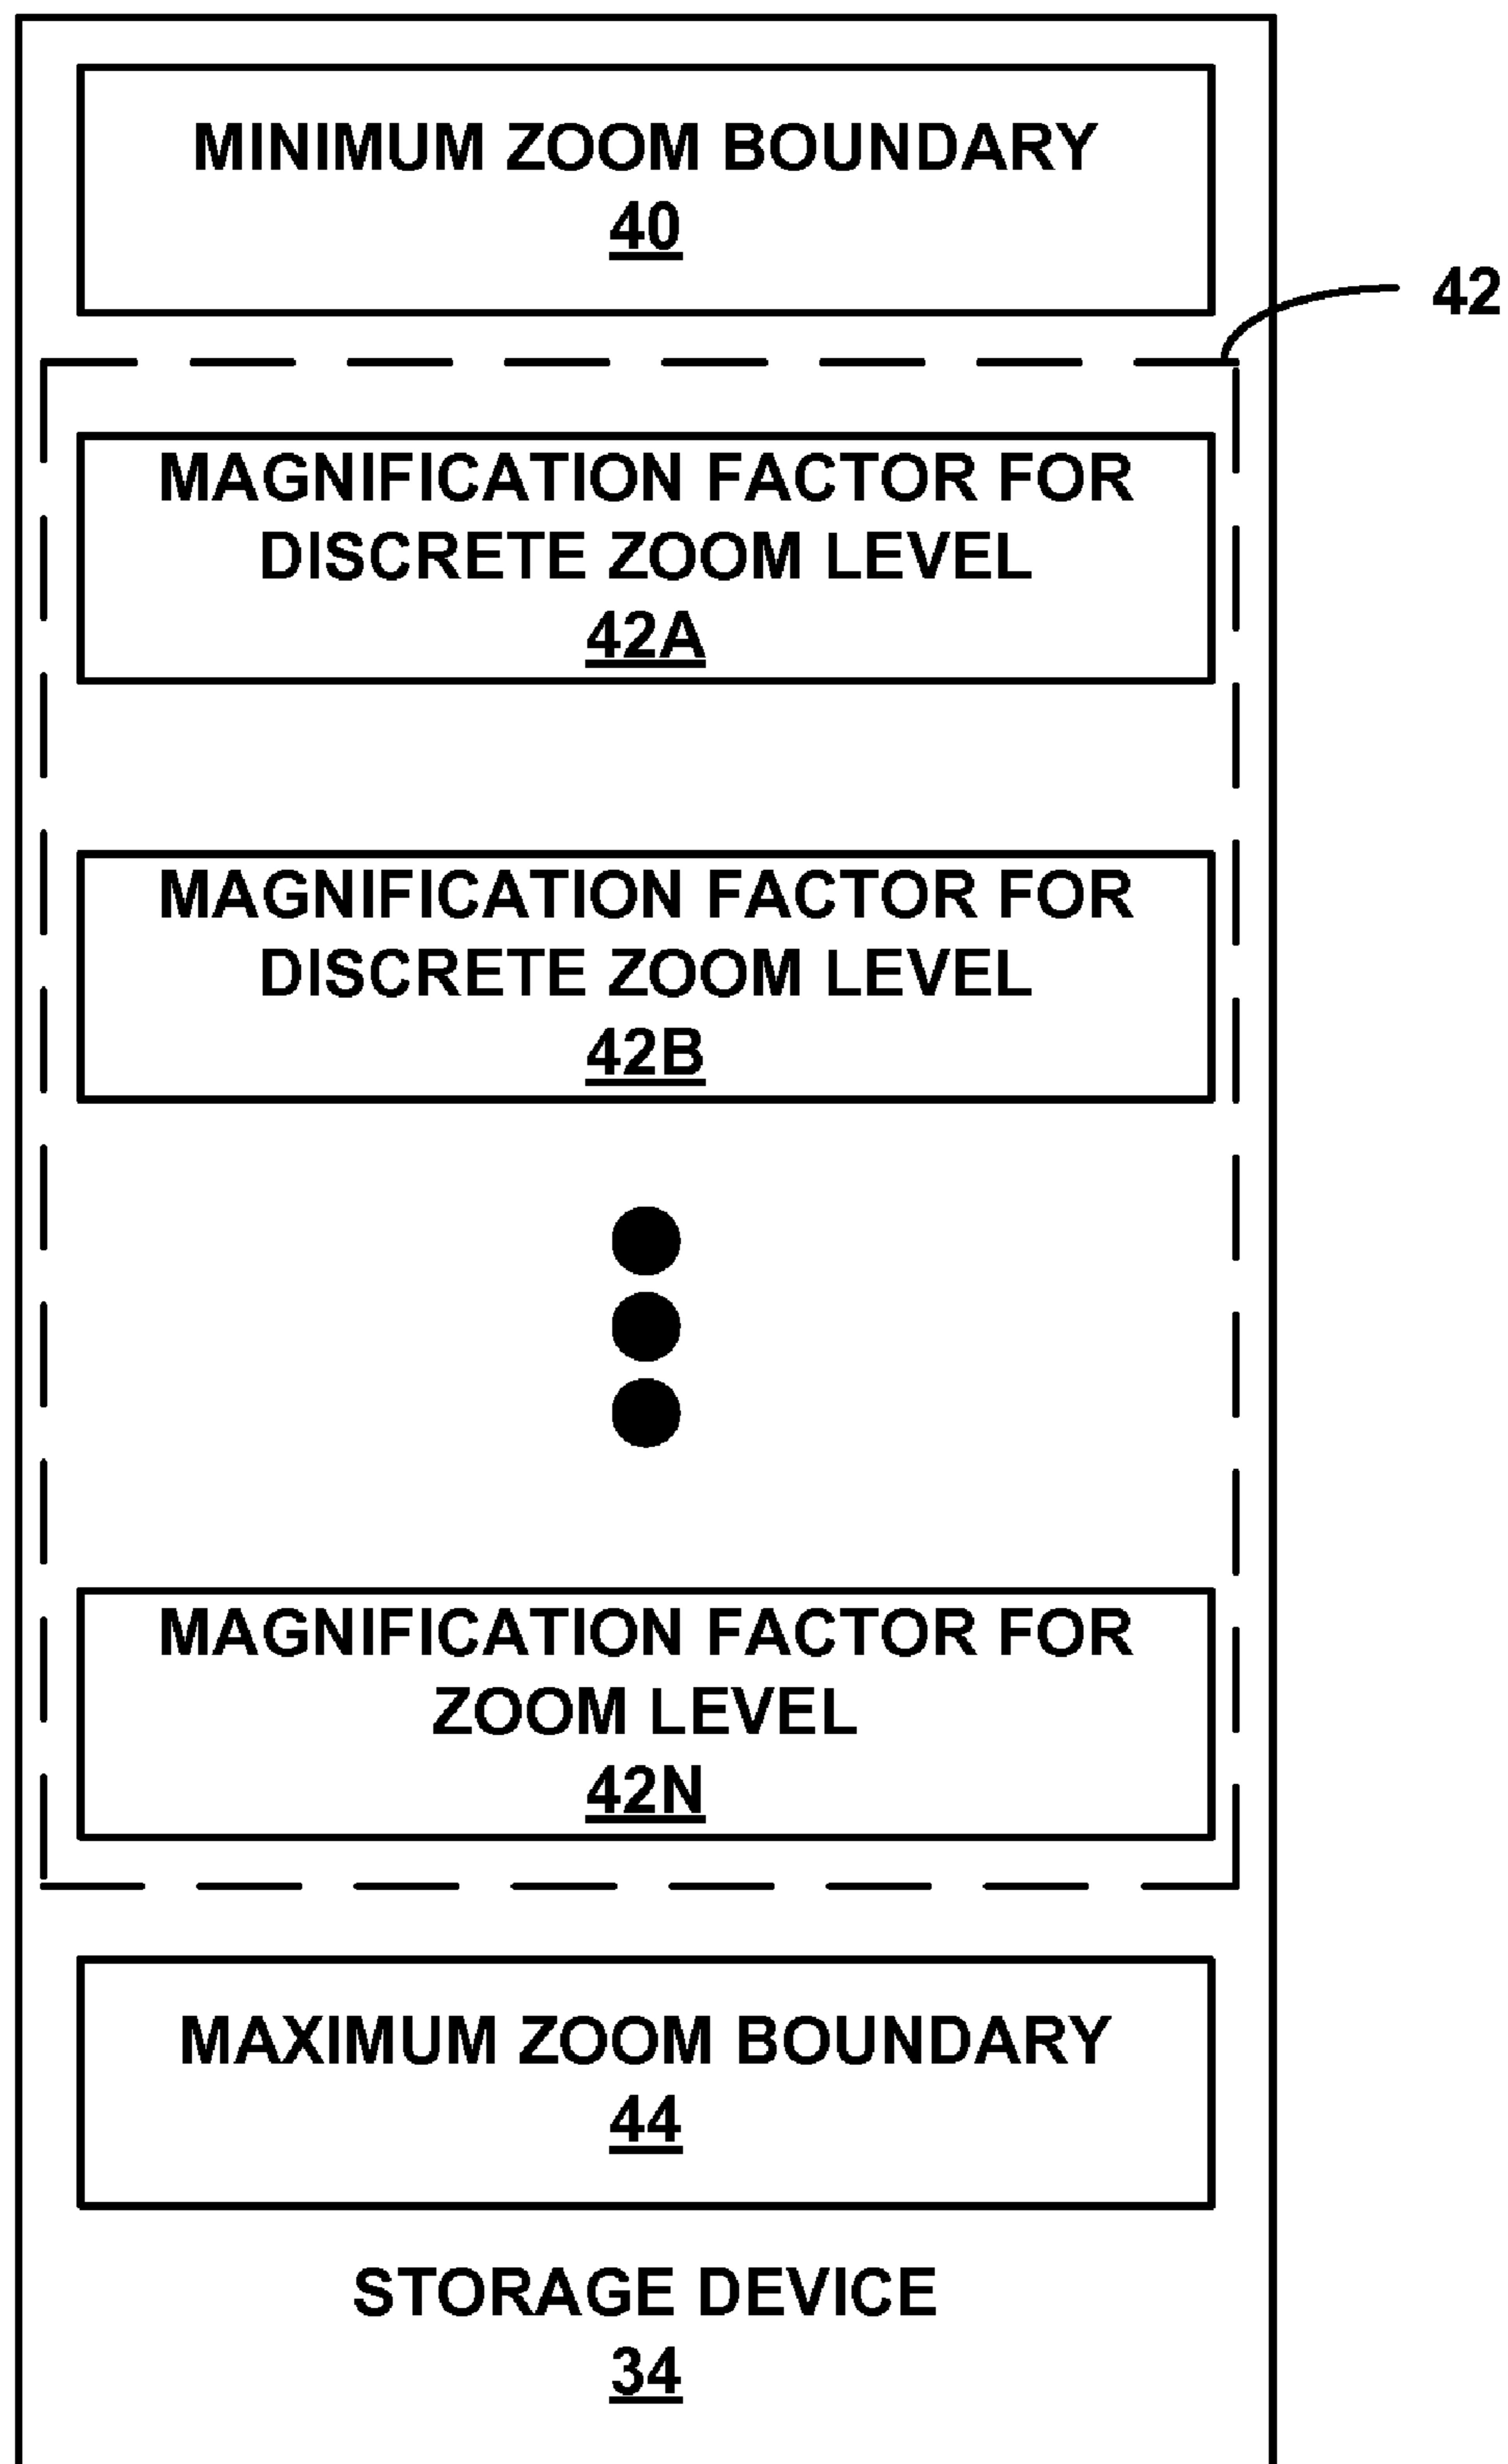 MINIMUM ZOOM BOUNDARY
40
42
MAGNIFICATION FACTOR FOR
DISCRETE ZOOM LEVEL
42A
MAGNIFICATION FACTOR FOR
DISCRETE ZOOM LEVEL
42B
MAGNIFICATION FACTOR FOR
ZOOM LEVEL
42N
MAXIMUM ZOOM BOUNDARY
44
STORAGE DEVICE
34